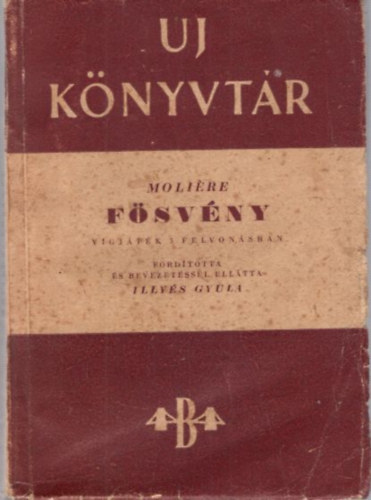 UJ
KÖNYVTÁR
MOLIÈRE
FÖSVÉNY
VIGJÁTÉK 5 FELVONÁSBAN
FORDÍTOTTA
ÉS BEVEZETÉSSEL ELLÁTTA
ILLYÉS GYULA
B